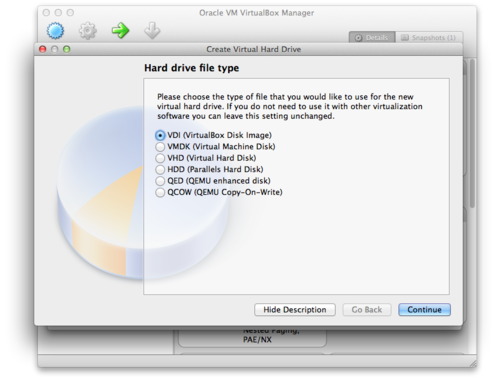 Oracle VM VirtualBox Manager
Details
Snapshots (1)
Create Virtual Hard Drive
Hard drive file type
Please choose the type of file that you would like to use for the new
virtual hard drive. If you do not need to use it with other virtualization
software you can leave this setting unchanged.
VDI (VirtualBox Disk Image)
VMDK (Virtual Machine Disk)
VHD (Virtual Hard Disk)
HDD (Parallels Hard Disk)
QED (QEMU enhanced disk)
QCOW (QEMU Copy-On-Write)
Hide Description
Go Back
Continue
Nested Paging,
PAE/NX